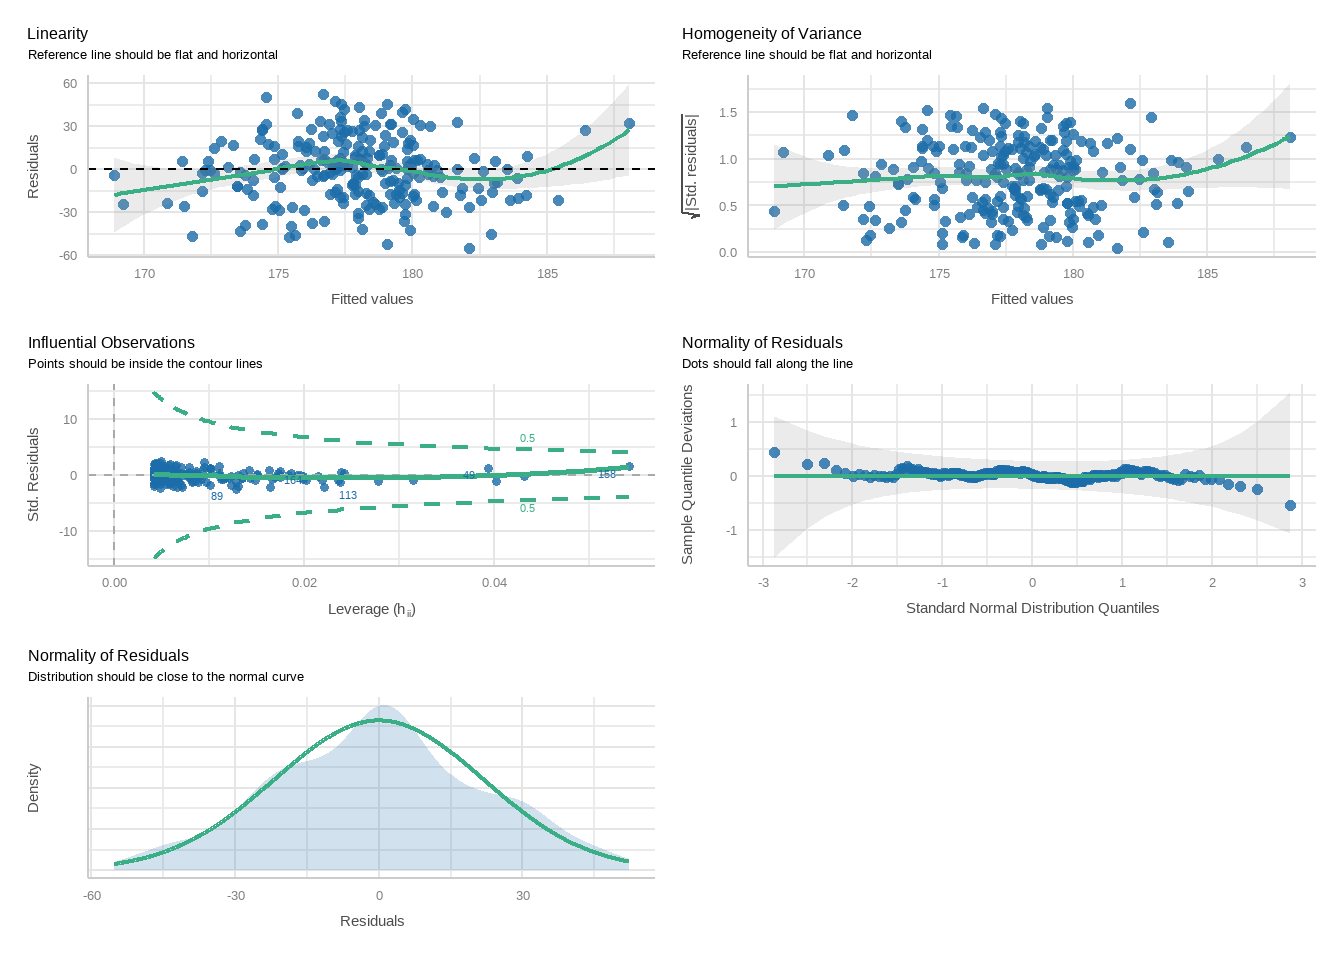 Linearity
Reference line should be flat and horizontal
60
30
0
-30
-60
Residuals
170
175
180
185
Fitted values
Homogeneity of Variance
Reference line should be flat and horizontal
1.5
1.0
0.5
0.0
√|Std. residuals|
170
175
180
185
Fitted values
Influential Observations
Points should be inside the contour lines
10
0
-10
Std. Residuals
0.5
0.5
89
164
113
49
158
0.00
0.02
0.04
Leverage (hii)
Normality of Residuals
Dots should fall along the line
1
0
-1
Sample Quantile Deviations
-3
-2
-1
0
1
2
3
Standard Normal Distribution Quantiles
Normality of Residuals
Distribution should be close to the normal curve
Density
-60
-30
0
30
Residuals